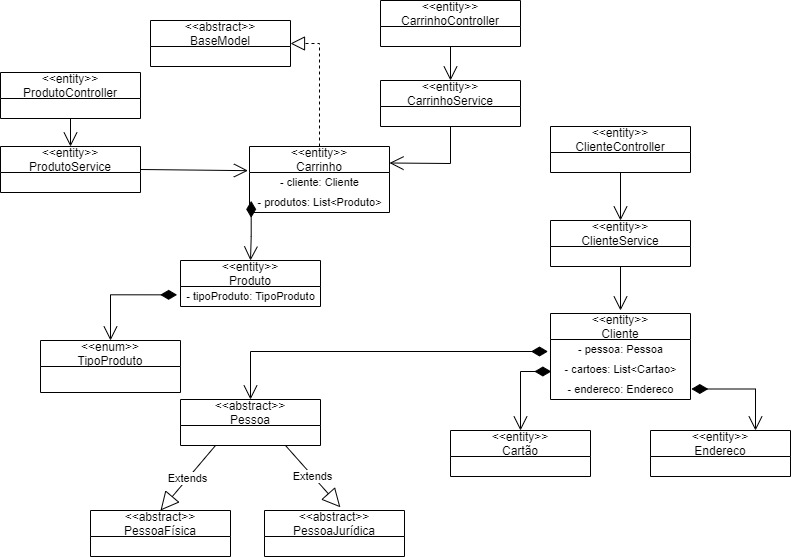 <<entity>>
CarrinhoController
<<abstract>>
BaseModel
<<entity>>
ProdutoController
<<entity>>
CarrinhoService
<<entity>>
ClienteController
<<entity>>
ProdutoService
<<entity>>
Carrinho
- cliente: Cliente
- produtos: List<Produto>
<<entity>>
ClienteService
<<entity>>
Produto
- tipoProduto: TipoProduto
<<entity>>
Cliente
- pessoa: Pessoa
- cartoes: List<Cartao>
- endereco: Endereco
<<enum>>
TipoProduto
<<abstract>>
Pessoa
<<entity>>
Cartão
<<entity>>
Endereco
Extends
Extends
<<abstract>>
PessoaFísica
<<abstract>>
PessoaJurídica